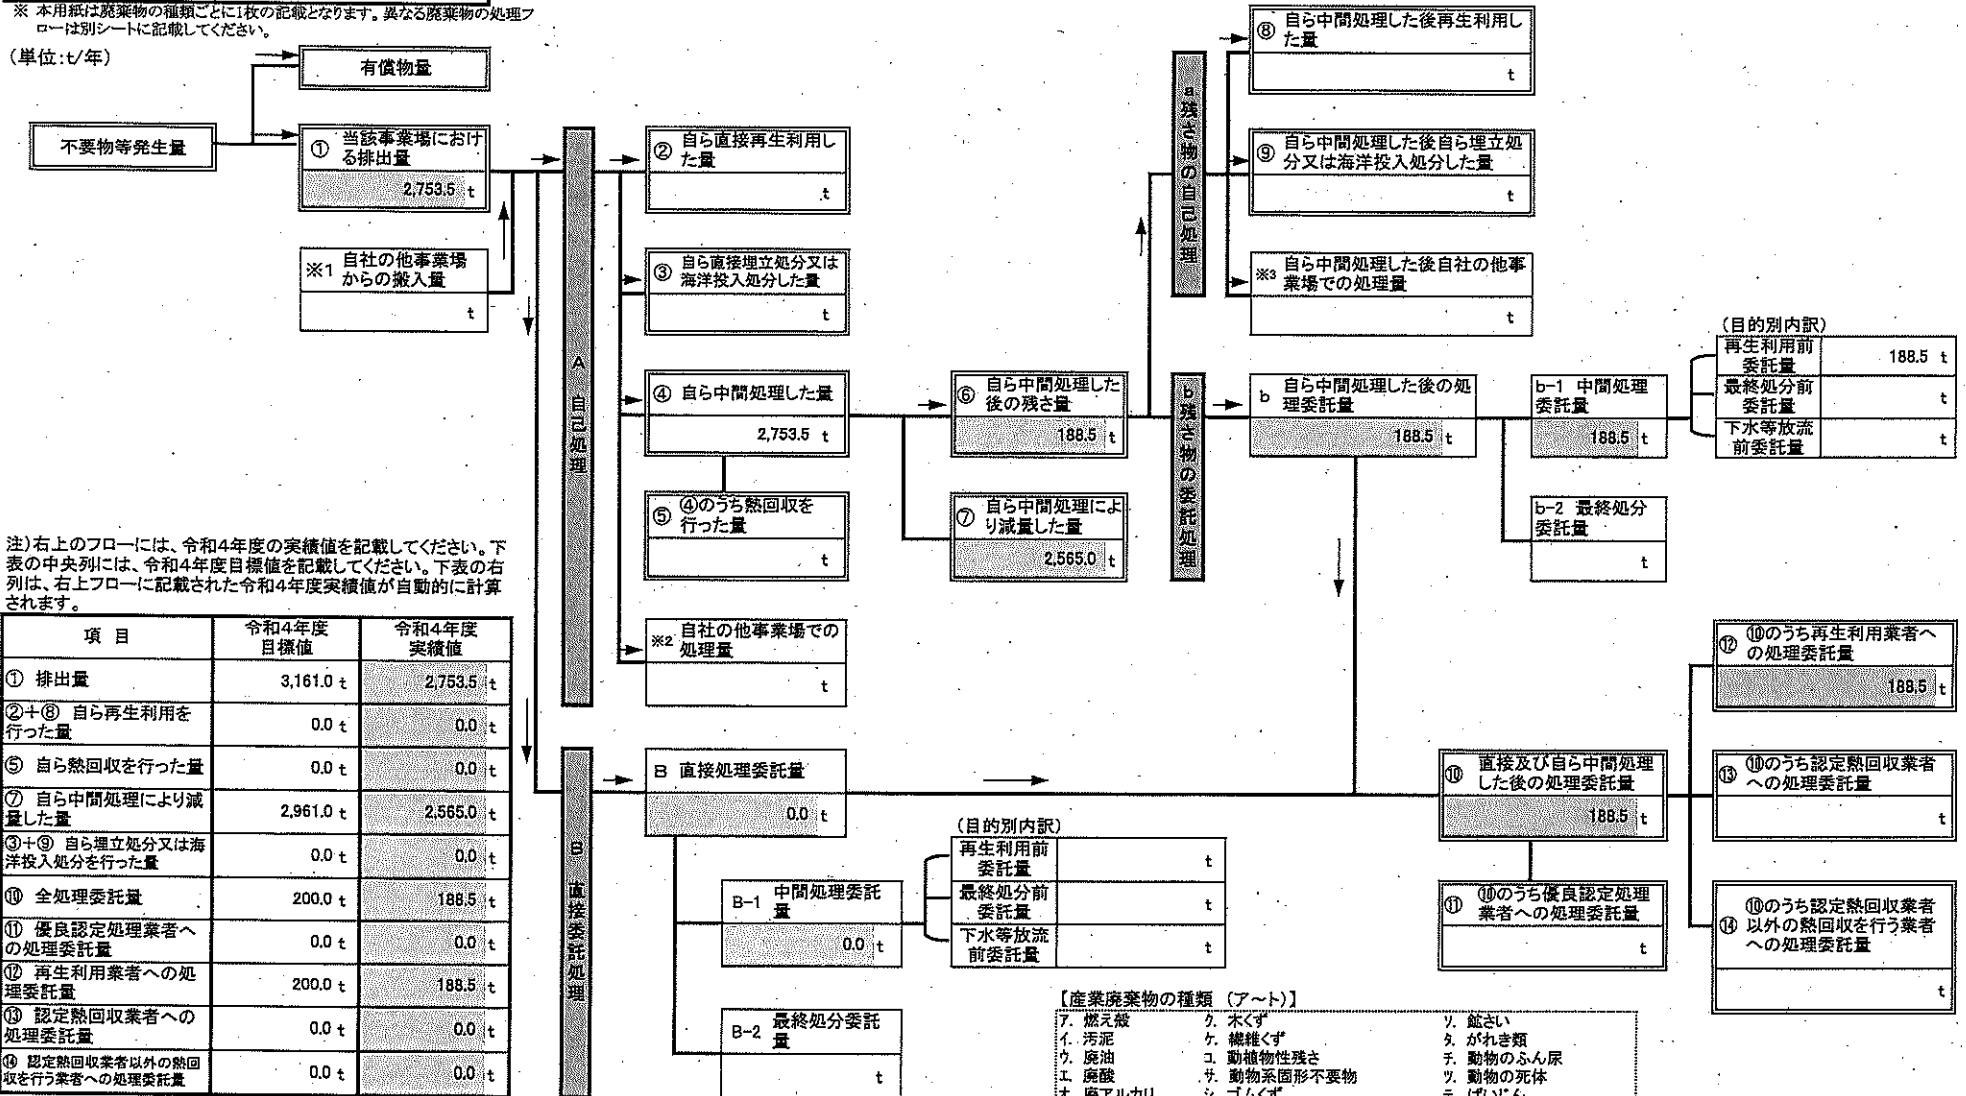 ※ 本用紙は廃棄物の種類ごとに1枚の記載となります。異なる廃棄物の処理フ
ローは別シートに記載してください。
(単位:t/年)
有償物量
不要物等発生量
① 当該事業場におけ
る排出量
2,753.5 t
※1 自社の他事業場
からの搬入量
t
A 自己処理
② 自ら直接再生利用し
た量
t
③ 自ら直接埋立処分又は
海洋投入処分した量
t
④ 自ら中間処理した量
2,753.5 t
⑤ ④のうち熱回収を
行った量
t
※2 自社の他事業場での
処理量
t
⑥ 自ら中間処理した
後の残さ量
188.5 t
⑦ 自ら中間処理によ
り減量した量
2,565.0 t
a 残さ物の自己処理
⑧ 自ら中間処理した後再生利用し
た量
t
⑨ 自ら中間処理した後自ら埋立処
分又は海洋投入処分した量
t
※3 自ら中間処理した後自社の他事
業場での処理量
t
b 残さ物の委託処理
b 自ら中間処理した後の処
理委託量
188.5 t
b-1 中間処理
委託量
188.5 t
(目的別内訳)
再生利用前
委託量
188.5 t
最終処分前
委託量
t
下水等放流
前委託量
t
b-2 最終処分
委託量
t
注)右上のフローには、令和4年度の実績値を記載してください。下
表の中央列には、令和4年度目標値を記載してください。下表の右
列は、右上フローに記載された令和4年度実績値が自動的に計算
されます。
項 目
令和4年度
目標値
令和4年度
実績値
① 排出量
3,161.0 t
2,753.5 t
②+⑧ 自ら再生利用を
行った量
0.0 t
0.0 t
⑤ 自ら熱回収を行った量
0.0 t
0.0 t
⑦ 自ら中間処理により減
量した量
2,961.0 t
2,565.0 t
③+⑨ 自ら埋立処分又は海
洋投入処分を行った量
0.0 t
0.0 t
⑩ 全処理委託量
200.0 t
188.5 t
⑪ 優良認定処理業者へ
の処理委託量
0.0 t
0.0 t
⑫ 再生利用業者への処
理委託量
200.0 t
188.5 t
⑬ 認定熱回収業者への
処理委託量
0.0 t
0.0 t
⑭ 認定熱回収業者以外の熱回
収を行う業者への処理委託量
0.0 t
0.0 t
B 直接委託処理
B 直接処理委託量
0.0 t
B-1 中間処理委託
量
0.0 t
(目的別内訳)
再生利用前
委託量
t
最終処分前
委託量
t
下水等放流
前委託量
t
B-2 最終処分委託
量
t
⑩ 直接及び自ら中間処理
した後の処理委託量
188.5 t
⑪ ⑩のうち優良認定処理
業者への処理委託量
t
⑫ ⑩のうち再生利用業者へ
の処理委託量
188.5 t
⑬ ⑩のうち認定熱回収業者
への処理委託量
t
⑭ ⑩のうち認定熱回収業者
以外の熱回収を行う業者
への処理委託量
t
【産業廃棄物の種類 (ア~ト)】
ア. 燃え殻
イ. 汚泥
ウ. 廃油
エ. 廃酸
オ. 廃アルカリ
ク. 木くず
ケ. 繊維くず
コ. 動植物性残さ
サ. 動物系固形不要物
シ. ゴムくず
ソ. 鉱さい
タ. がれき類
チ. 動物のふん尿
ツ. 動物の死体
テ. ばいじん